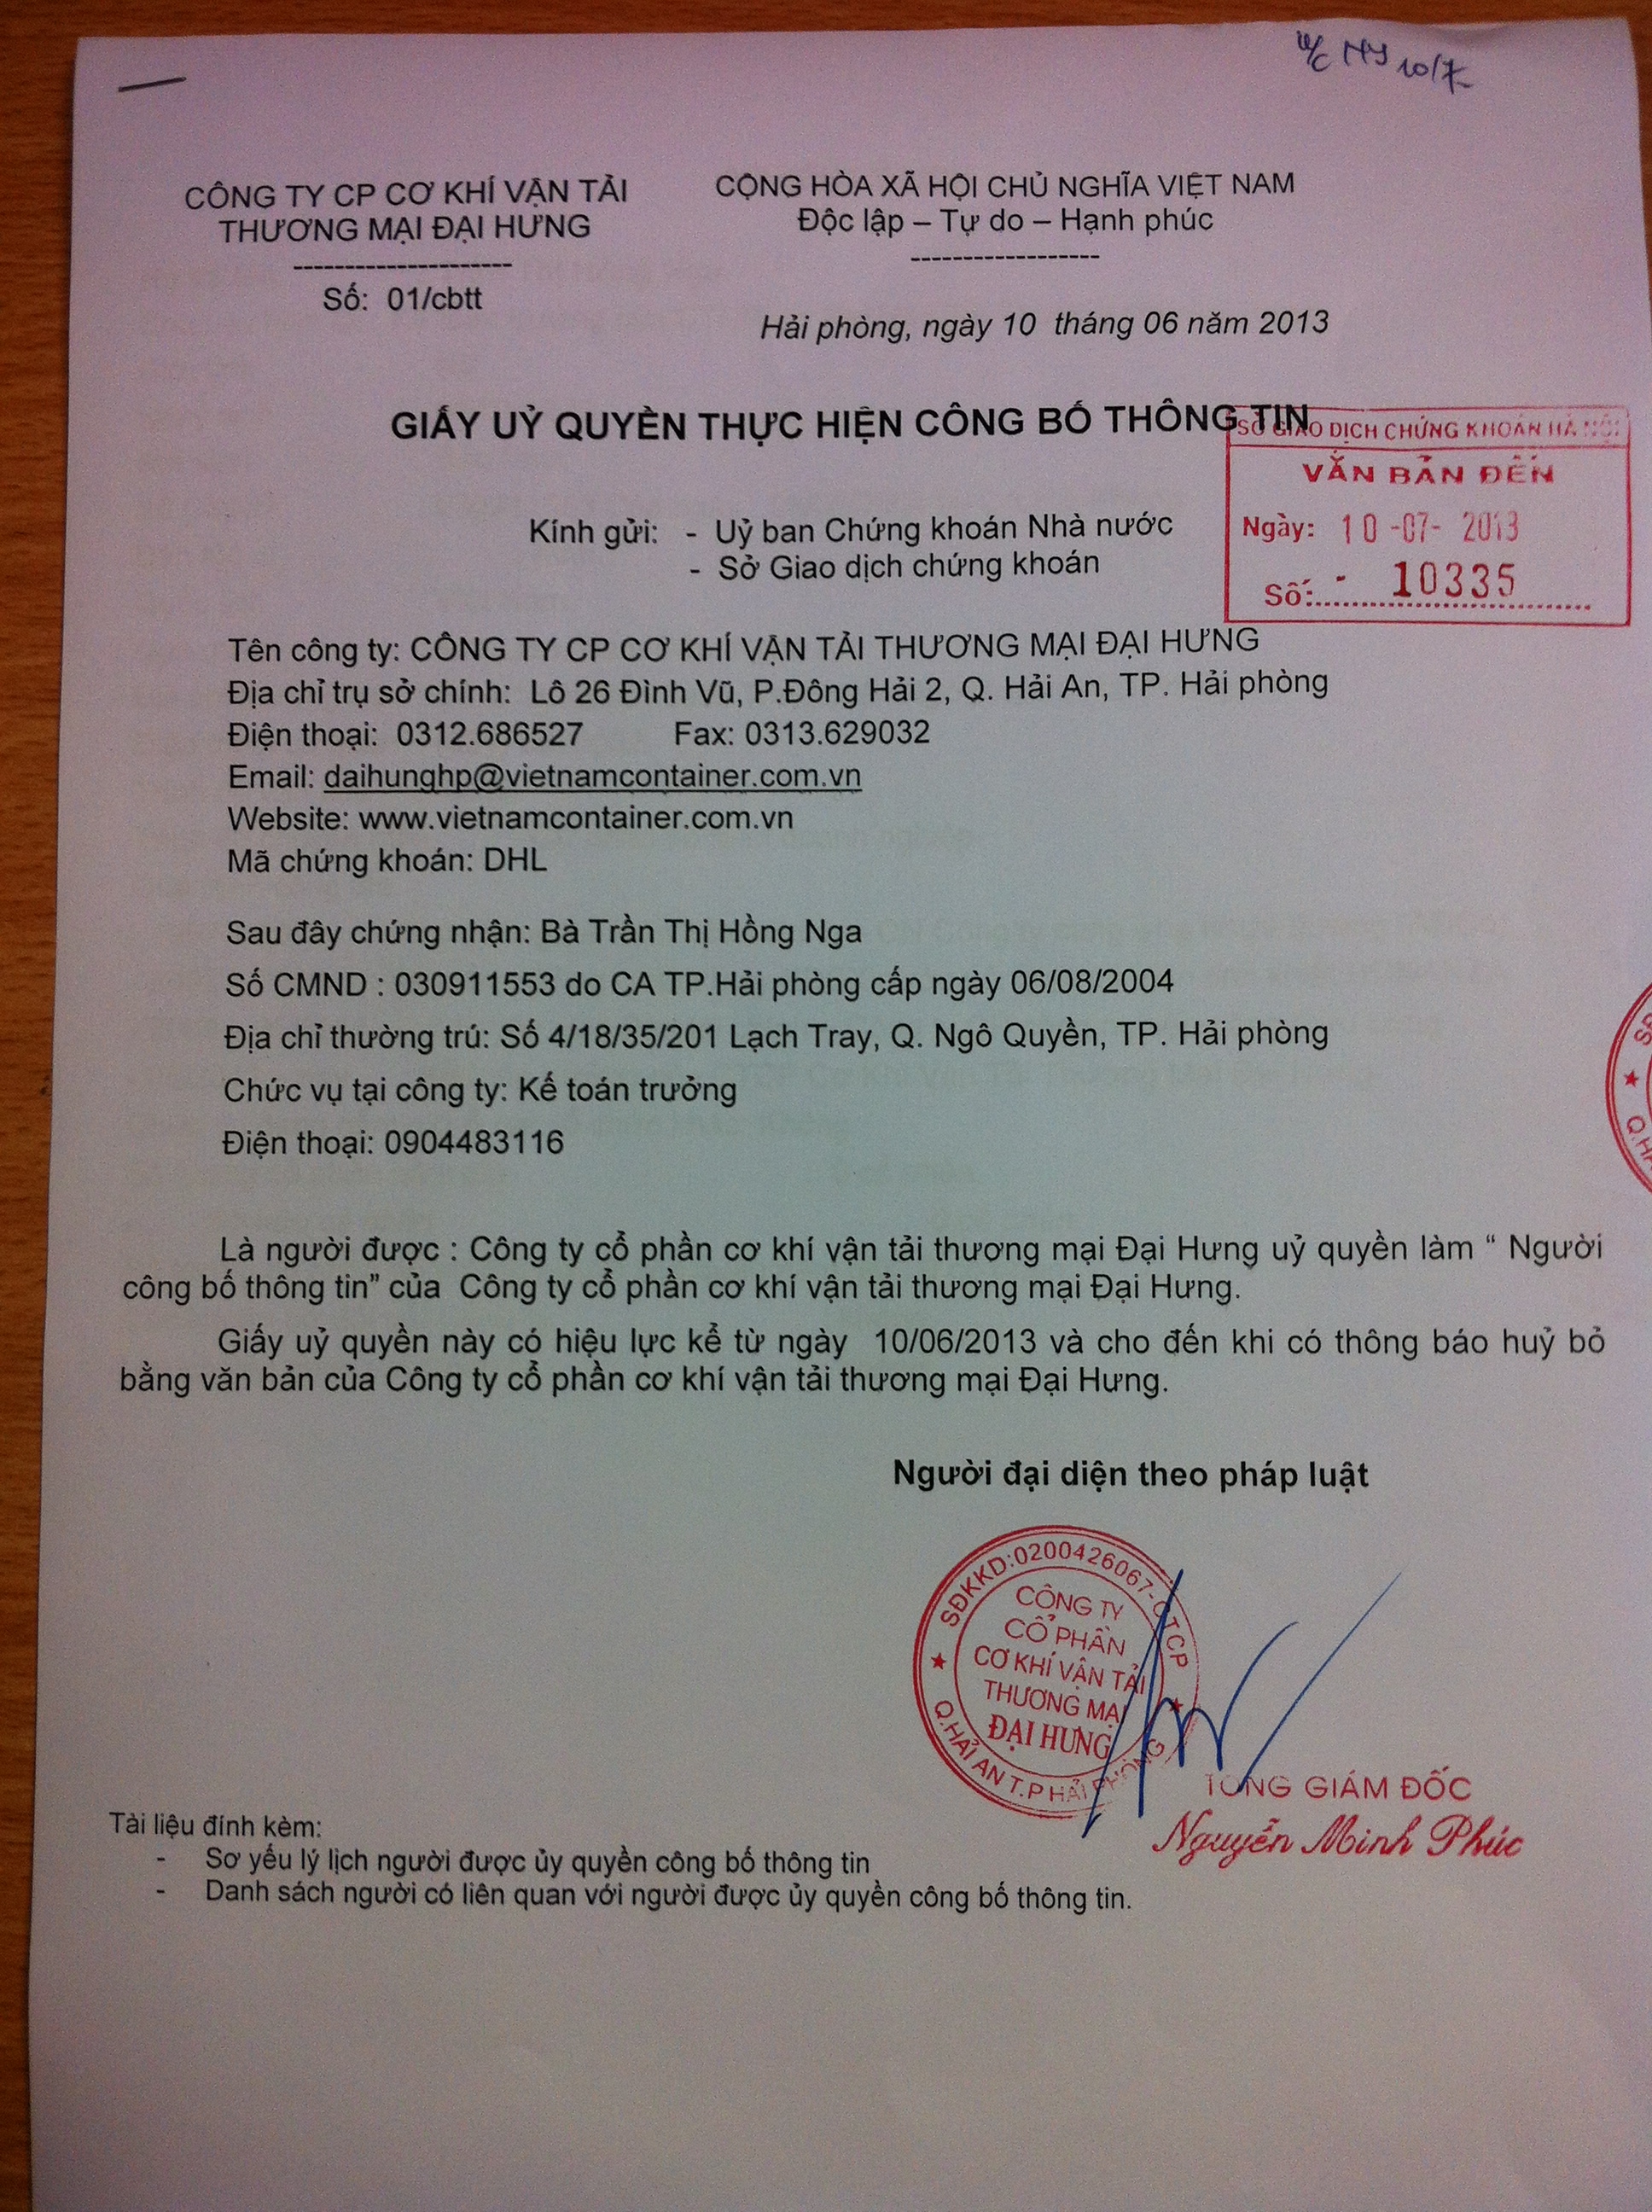 10/7
CÔNG TY CP CƠ KHÍ VẬN TẢI
THƯƠNG MẠI ĐẠI HƯNG
---------------------
Số: 01/cbtt
CỘNG HÒA XÃ HỘI CHỦ NGHĨA VIỆT NAM
Độc lập – Tự do – Hạnh phúc
------------------
Hải phòng, ngày 10 tháng 06 năm 2013
GIẤY UỶ QUYỀN THỰC HIỆN CÔNG BỐ THÔNG TIN
SỞ GIAO DỊCH CHỨNG KHOÁN HÀ NỘI
VĂN BẢN ĐẾN
Ngày: 10-07-2013
Số: 10335
Kính gửi: - Uỷ ban Chứng khoán Nhà nước
- Sở Giao dịch chứng khoán
Tên công ty: CÔNG TY CP CƠ KHÍ VẬN TẢI THƯƠNG MẠI ĐẠI HƯNG
Địa chỉ trụ sở chính: Lô 26 Đình Vũ, P.Đông Hải 2, Q. Hải An, TP. Hải phòng
Điện thoại: 0312.686527 Fax: 0313.629032
Email: daihunghp@vietnamcontainer.com.vn
Website: www.vietnamcontainer.com.vn
Mã chứng khoán: DHL
Sau đây chứng nhận: Bà Trần Thị Hồng Nga
Số CMND : 030911553 do CA TP.Hải phòng cấp ngày 06/08/2004
Địa chỉ thường trú: Số 4/18/35/201 Lạch Tray, Q. Ngô Quyền, TP. Hải phòng
Chức vụ tại công ty: Kế toán trưởng
Điện thoại: 0904483116
Là người được : Công ty cổ phần cơ khí vận tải thương mại Đại Hưng uỷ quyền làm “ Người
công bố thông tin” của Công ty cổ phần cơ khí vận tải thương mại Đại Hưng.
Giấy uỷ quyền này có hiệu lực kể từ ngày 10/06/2013 và cho đến khi có thông báo huỷ bỏ
bằng văn bản của Công ty cổ phần cơ khí vận tải thương mại Đại Hưng.
Người đại diện theo pháp luật
SĐKKD:0200426067-CTCP
CÔNG TY
CỔ PHẦN
CƠ KHÍ VẬN TẢI
THƯƠNG MẠI
ĐẠI HƯNG
Q.HẢI AN T.P HẢI PHÒNG
TỔNG GIÁM ĐỐC
Nguyễn Minh Phúc
Tài liệu đính kèm:
- Sơ yếu lý lịch người được ủy quyền công bố thông tin
- Danh sách người có liên quan với người được ủy quyền công bố thông tin.